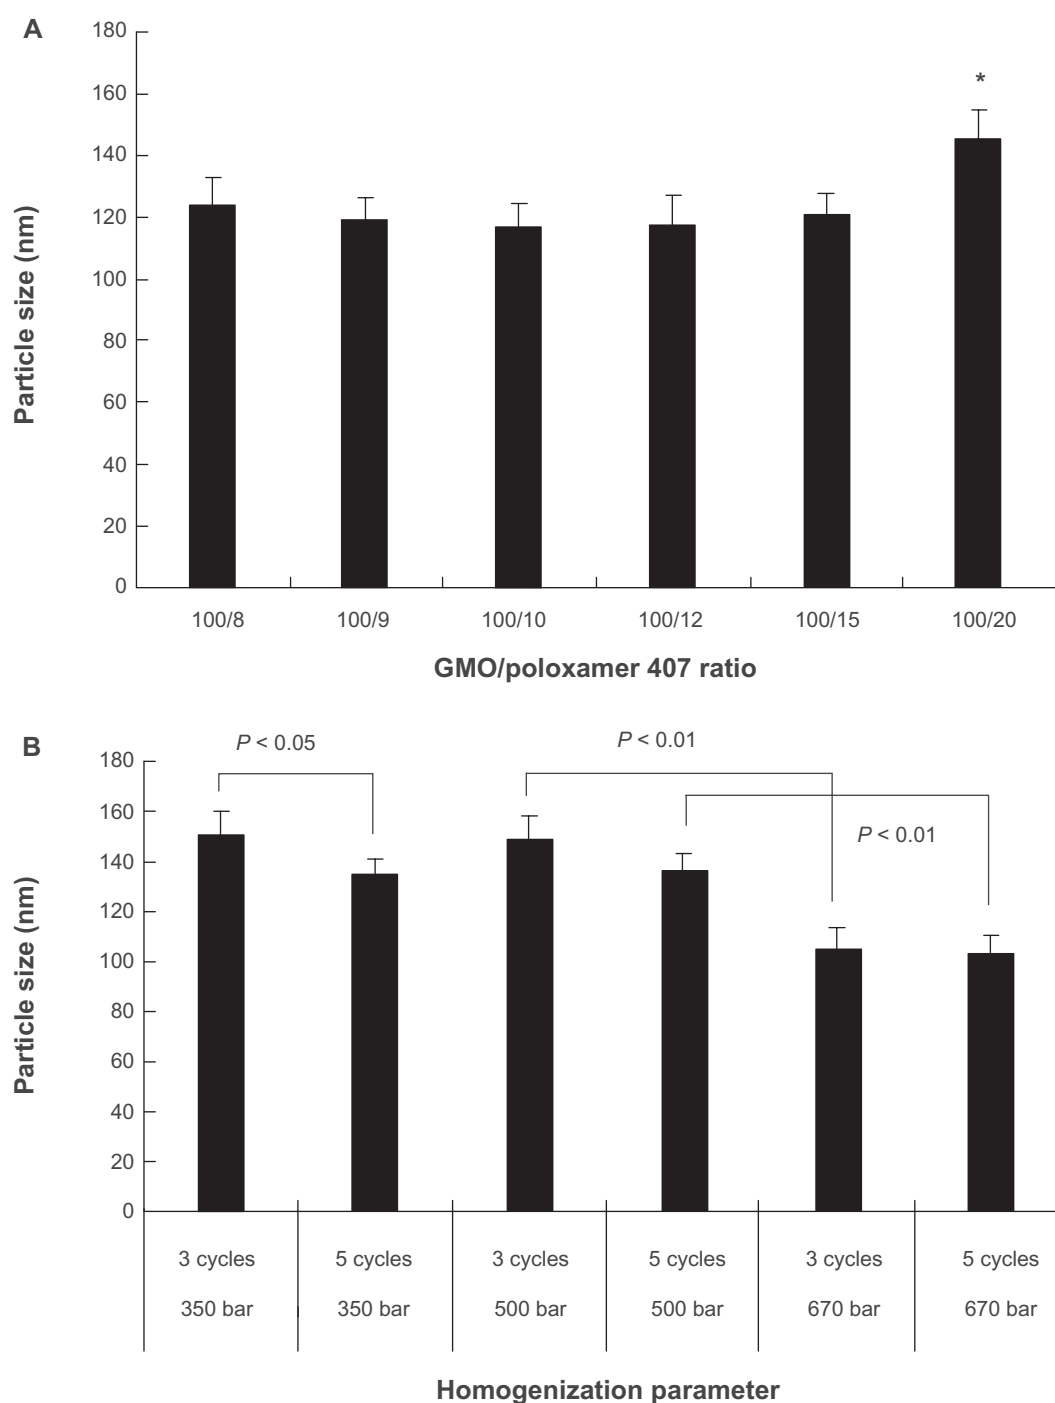 A
180
160
140
120
100
80
60
40
20
0
Particle size (nm)
*
100/8 100/9 100/10 100/12 100/15 100/20
GMO/poloxamer 407 ratio
B
180
160
140
120
100
80
60
40
20
0
Particle size (nm)
P < 0.05
P < 0.01
P < 0.01
3 cycles 5 cycles 3 cycles 5 cycles 3 cycles 5 cycles
350 bar 350 bar 500 bar 500 bar 670 bar 670 bar
Homogenization parameter